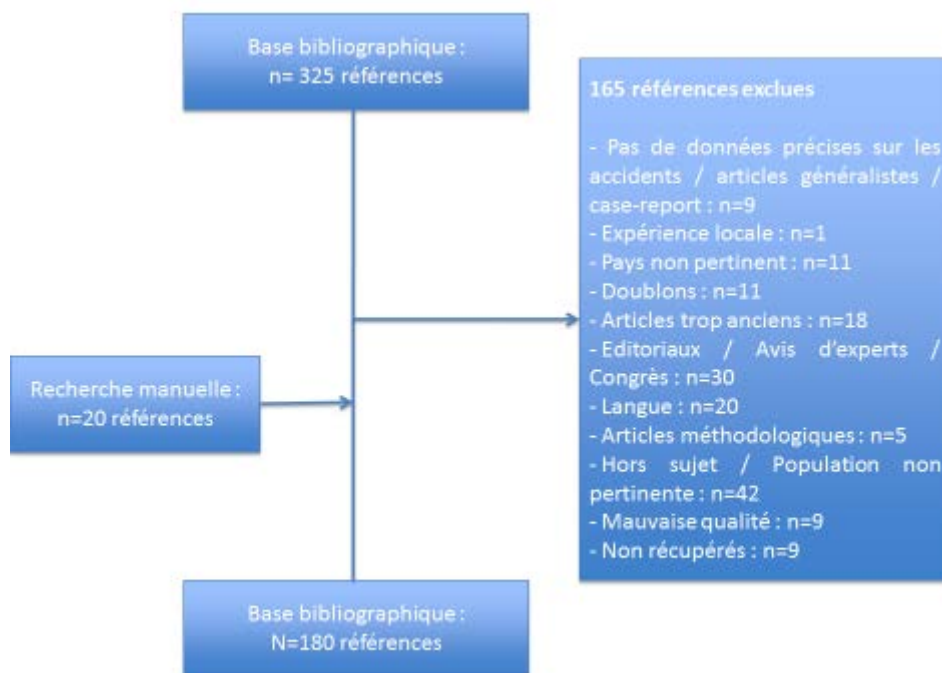 Base bibliographique :
n= 325 références
165 références exclues
- Pas de données précises sur les
accidents / articles généralistes /
case-report : n=9
- Expérience locale : n=1
- Pays non pertinent : n=11
- Doublons : n=11
- Articles trop anciens : n=18
- Editoriaux / Avis d'experts /
Congrès : n=30
- Langue : n=20
- Articles méthodologiques : n=5
- Hors sujet / Population non
pertinente : n=42
- Mauvaise qualité : n=9
- Non récupérés : n=9
Recherche manuelle :
n=20 références
Base bibliographique :
N=180 références